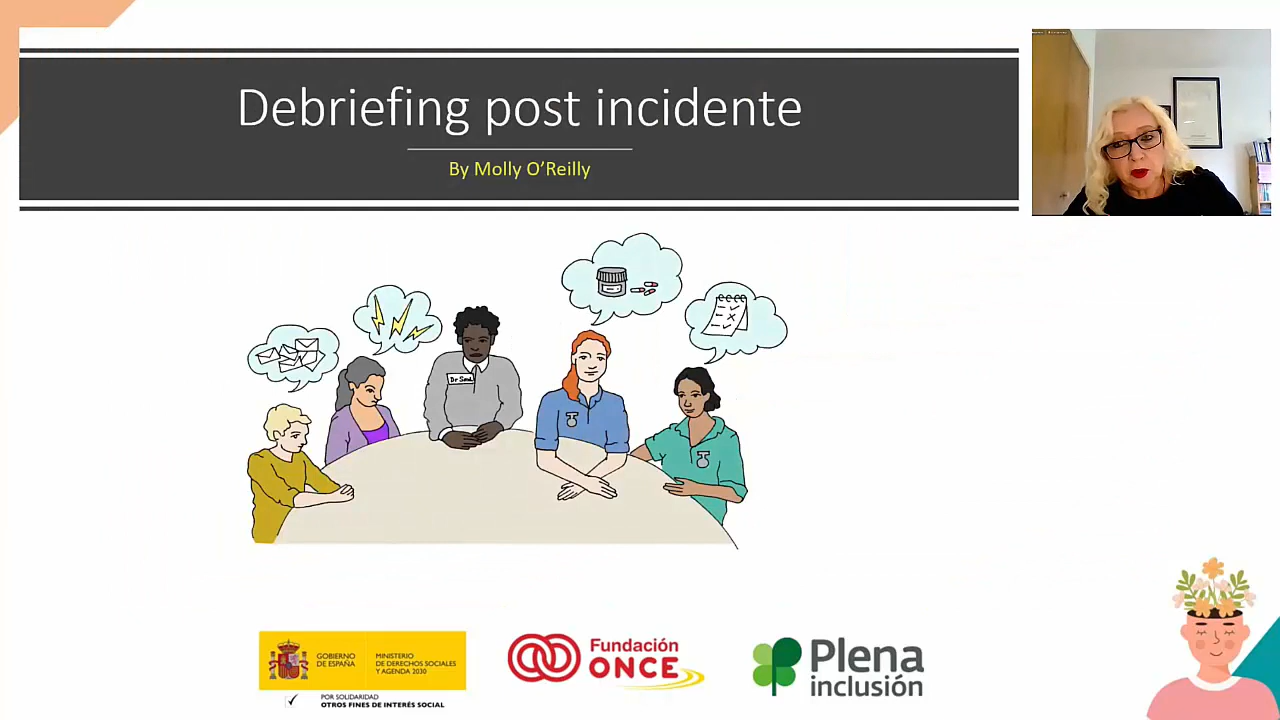 Debriefing post incidente
By Molly O'Reilly
GOBIERNO
DE ESPAÑA
MINISTERIO
DE DERECHOS SOCIALES
Y AGENDA 2030
POR SOLIDARIDAD
OTROS FINES DE INTERÉS SOCIAL
Fundación
ONCE
Plena
inclusión